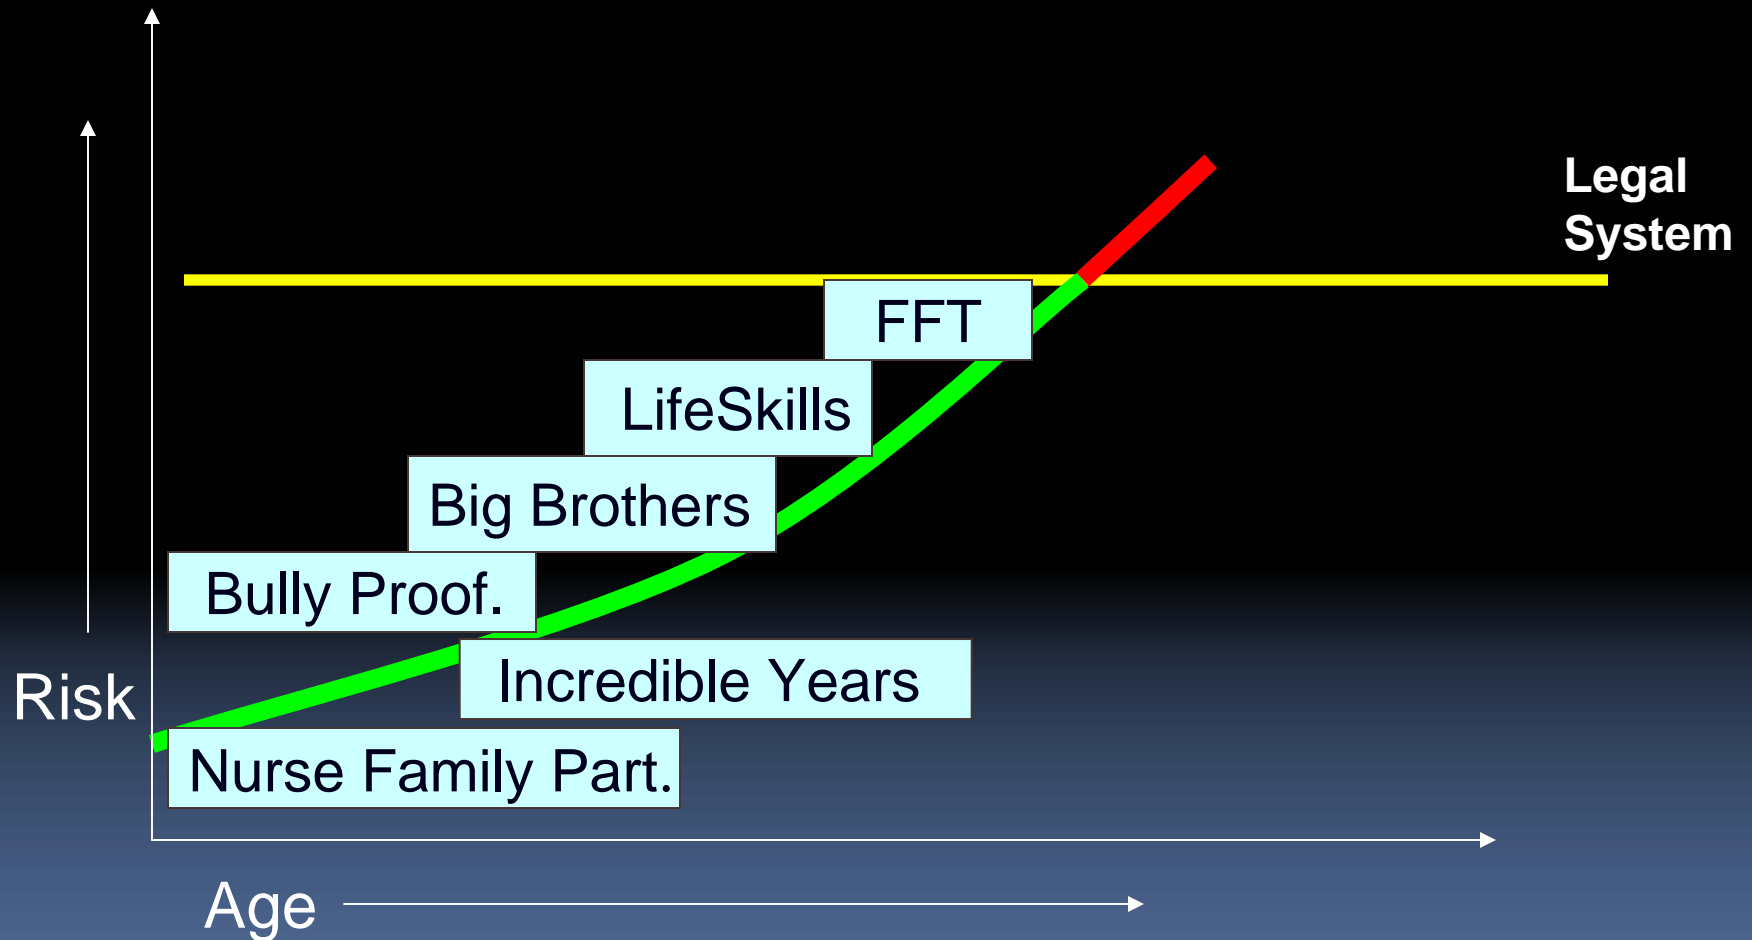 Legal
System
FFT
LifeSkills
Big Brothers
Bully Proof.
Incredible Years
Risk
Nurse Family Part.
Age